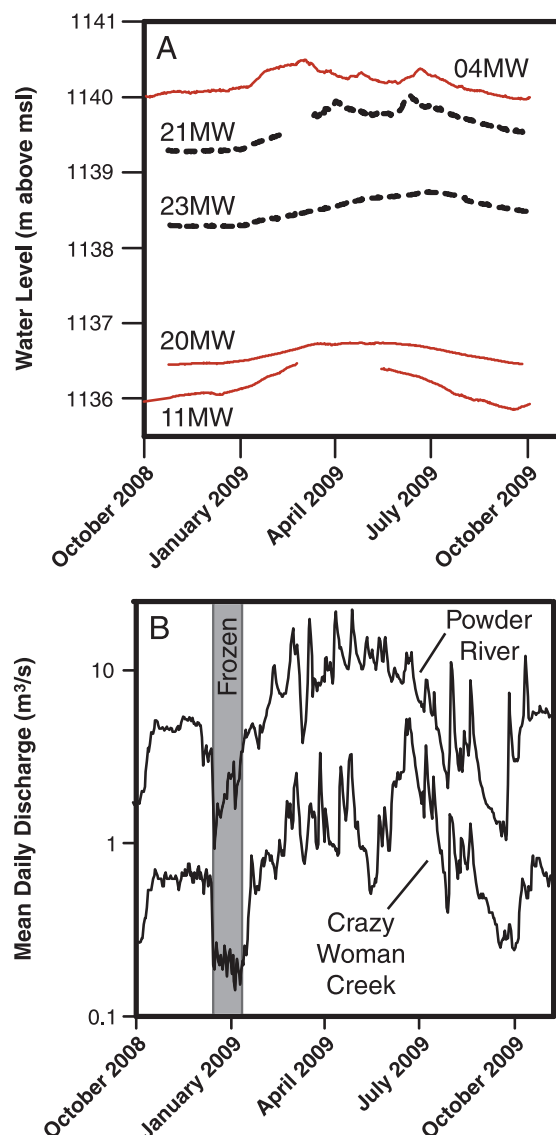 1141
A
04MW
1140
21MW
1139
23MW
1138
1137
20MW
1136
11MW
Water Level (m above msl)
October 2008
January 2009
April 2009
July 2009
October 2009
B
Frozen
Powder
River
10
1
Crazy
Woman
Creek
0.1
Mean Daily Discharge (m³/s)
October 2008
January 2009
April 2009
July 2009
October 2009